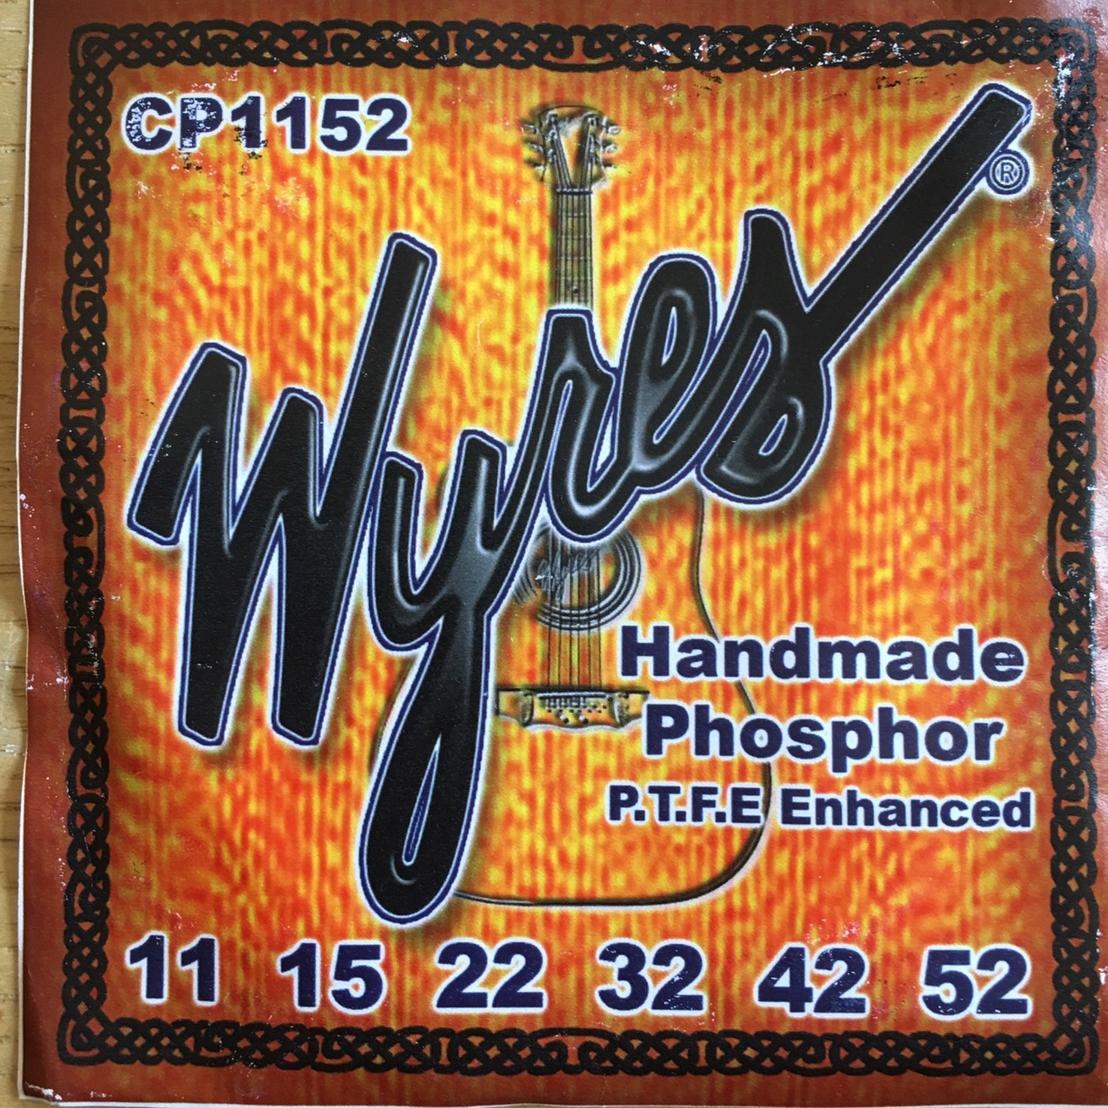 CP1152
Wyres®
Handmade
Phosphor
P.T.F.E Enhanced
11 15 22 32 42 52